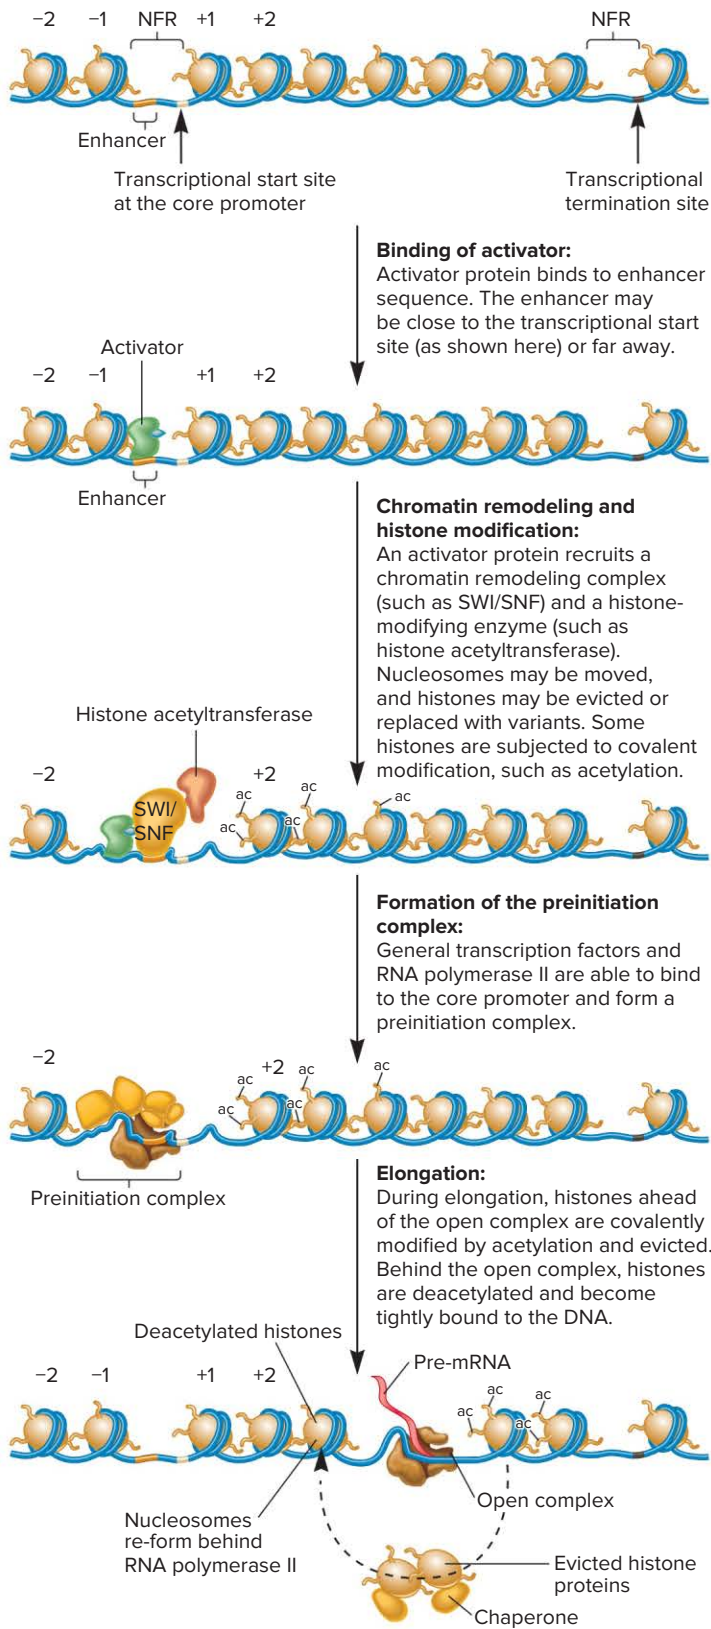 −2 −1 NFR +1 +2 NFR
Enhancer
Transcriptional start site
at the core promoter
Transcriptional
termination site
Binding of activator:
Activator protein binds to enhancer
sequence. The enhancer may
be close to the transcriptional start
site (as shown here) or far away.
Activator
−2 −1 +1 +2
Enhancer
Chromatin remodeling and
histone modification:
An activator protein recruits a
chromatin remodeling complex
(such as SWI/SNF) and a histone-
modifying enzyme (such as
histone acetyltransferase).
Nucleosomes may be moved,
and histones may be evicted or
replaced with variants. Some
histones are subjected to covalent
modification, such as acetylation.
Histone acetyltransferase
−2 +2
SWI/
SNF
ac
ac
ac
ac
ac
Formation of the preinitiation
complex:
General transcription factors and
RNA polymerase II are able to bind
to the core promoter and form a
preinitiation complex.
−2 +2
ac
ac
ac
ac
ac
Preinitiation complex
Elongation:
During elongation, histones ahead
of the open complex are covalently
modified by acetylation and evicted.
Behind the open complex, histones
are deacetylated and become
tightly bound to the DNA.
Deacetylated histones
−2 −1 +1 +2
Pre-mRNA
ac
ac
ac
ac
Open complex
Nucleosomes
re-form behind
RNA polymerase II
Evicted histone
proteins
Chaperone